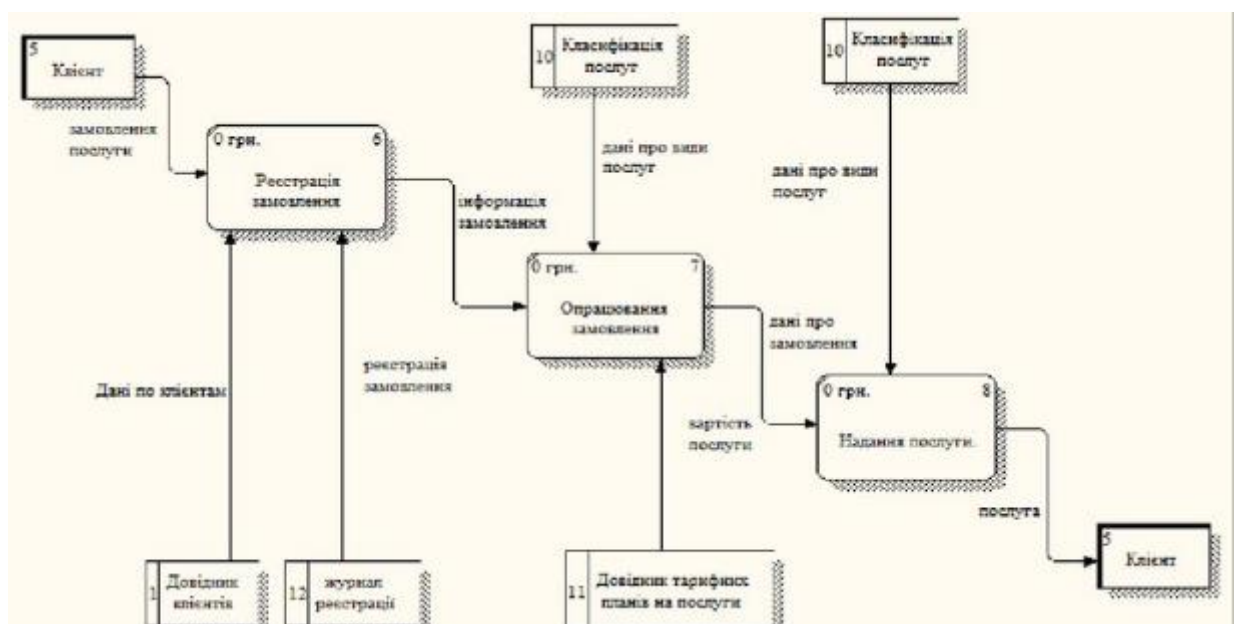 5
Клієнт
замовлення
послуги
0 грн. 6
Реєстрація
замовлення
10
Класифікація
послуг
10
Класифікація
послуг
дані про види
послуг
дані про види
послуг
інформація
замовлення
0 грн. 7
Опрацювання
замовлення
дані про
замовлення
Дані по клієнтам
реєстрація
замовлення
вартість
послуги
0 грн. 8
Надання послуги.
послуга
5
Клієнт
1
Довідник
клієнтів
12
журнал
реєстрації
11
Довідник тарифних
планів на послуги